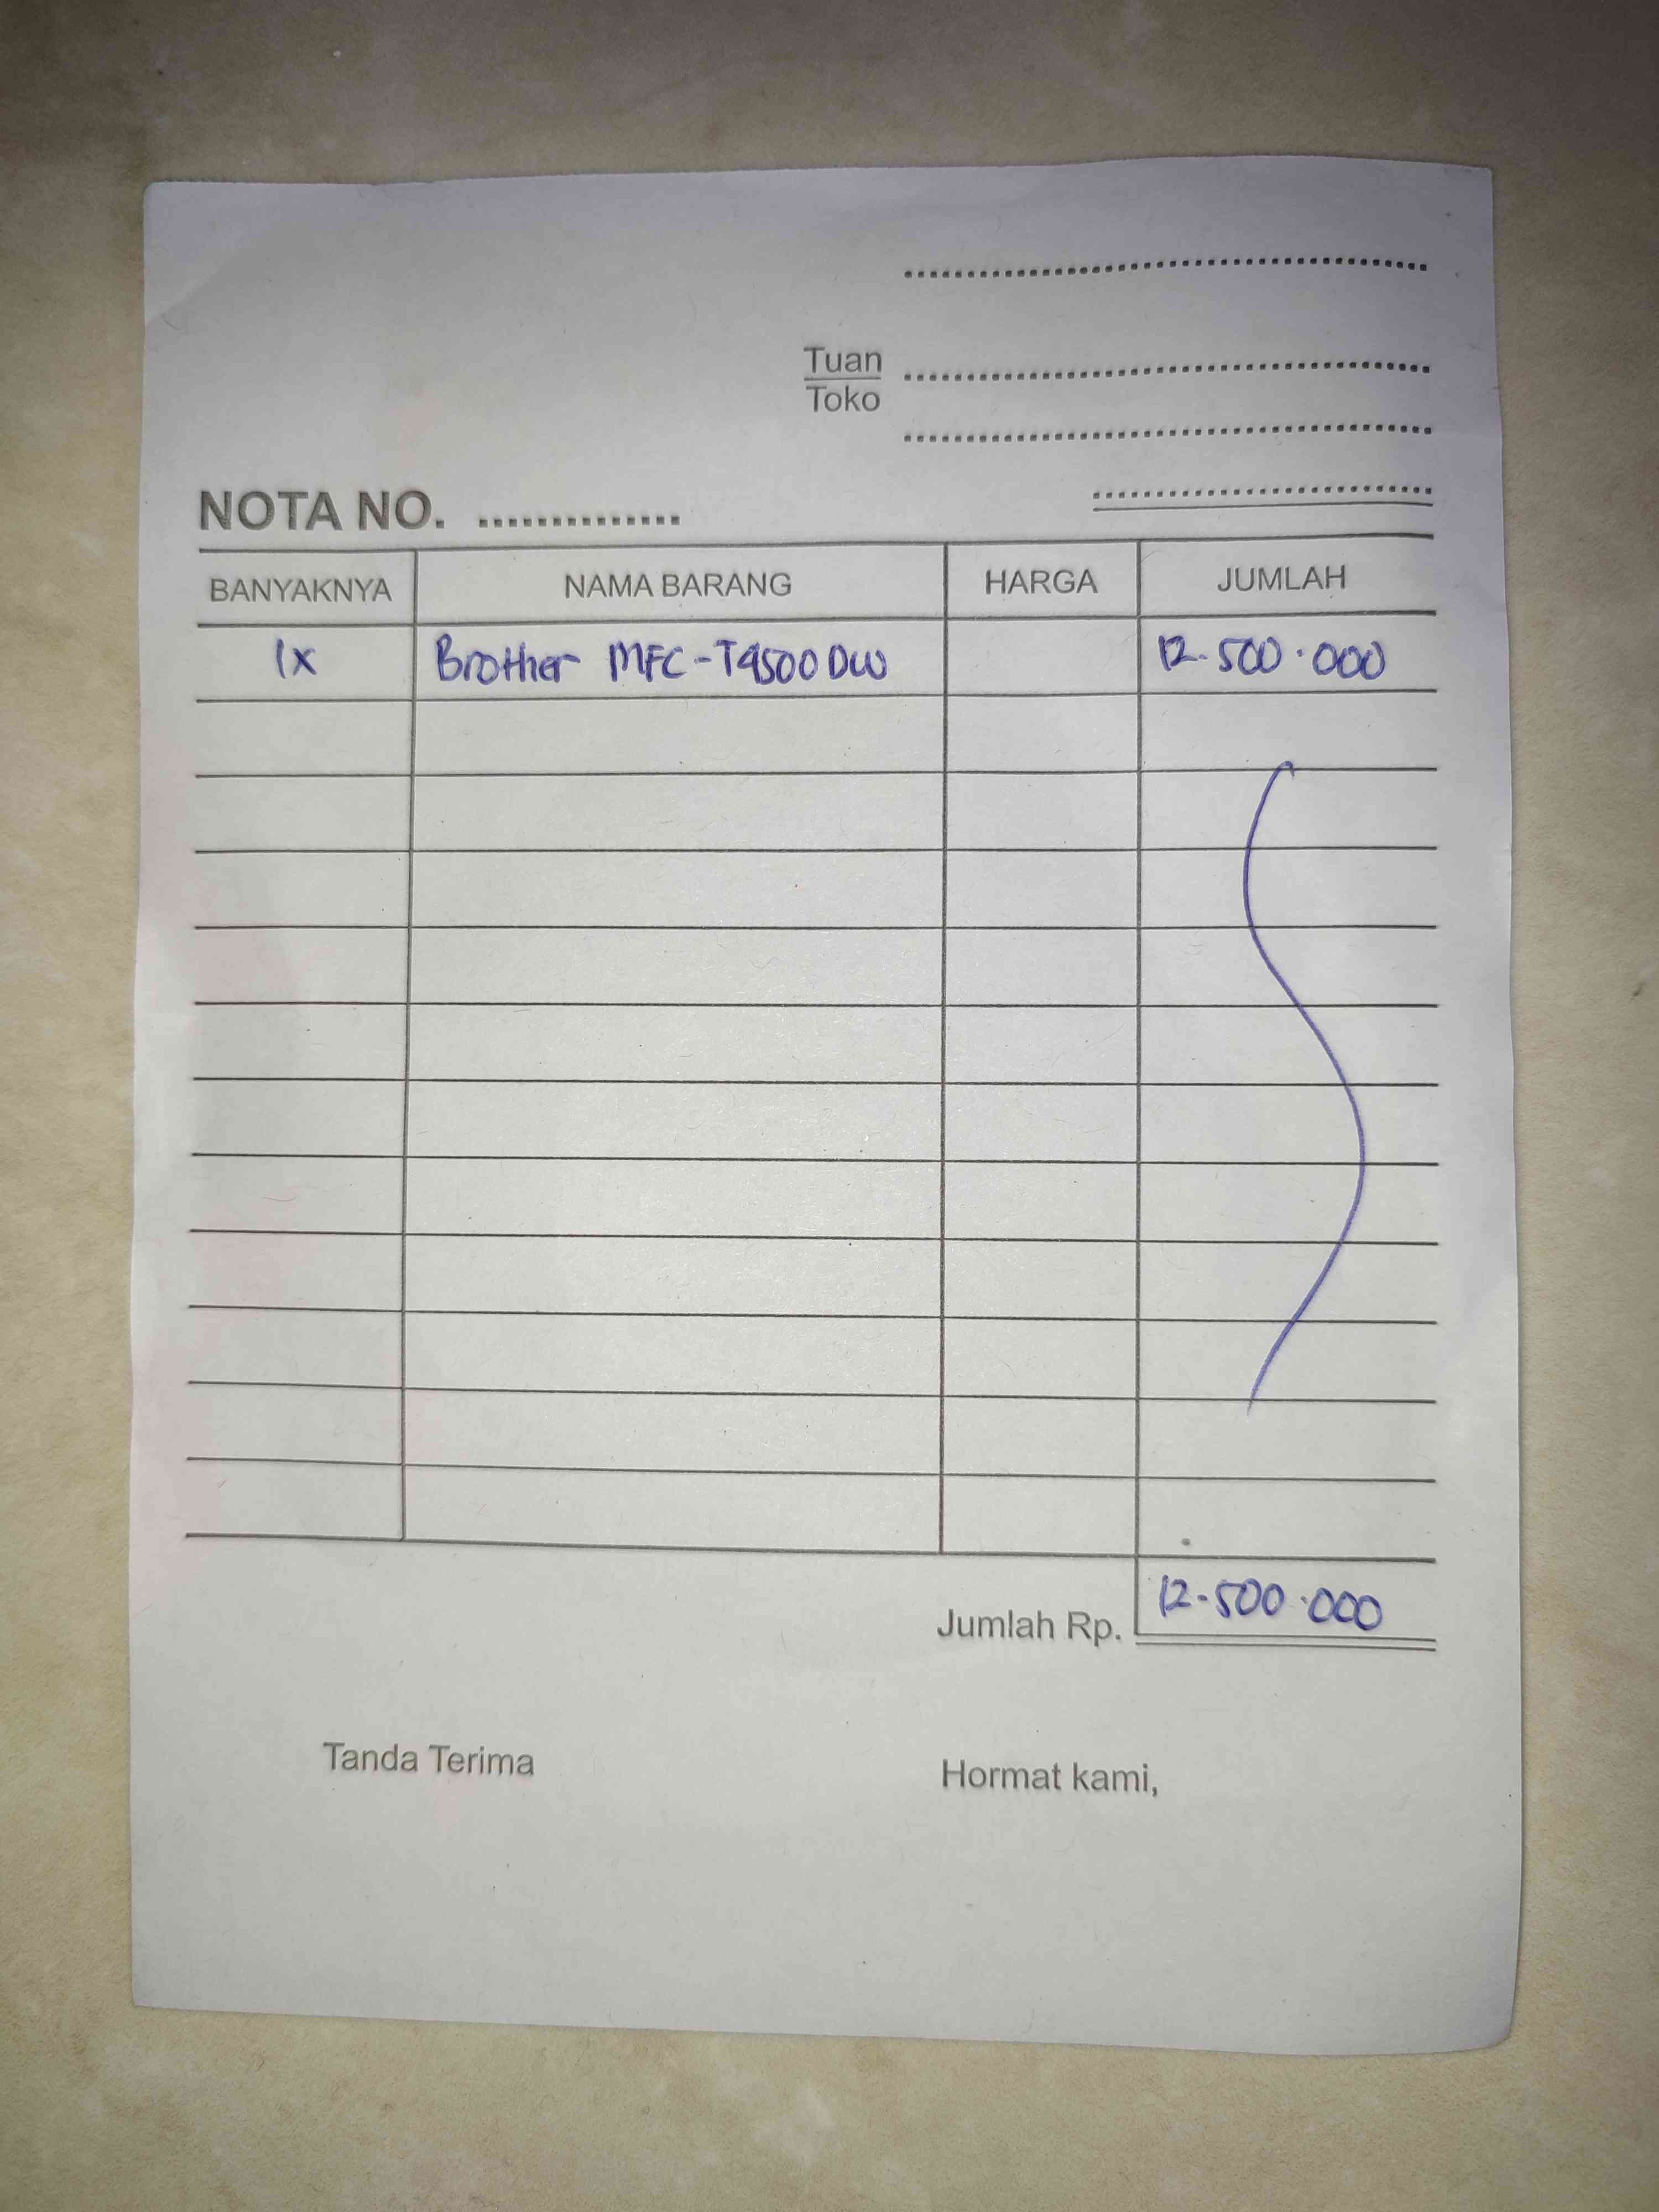 Tuan
Toko
NOTA NO. ..............
BANYAKNYA NAMA BARANG HARGA JUMLAH
1x Brother MFC-T4500DW 12.500.000
Jumlah Rp. 12.500.000
Tanda Terima Hormat kami,